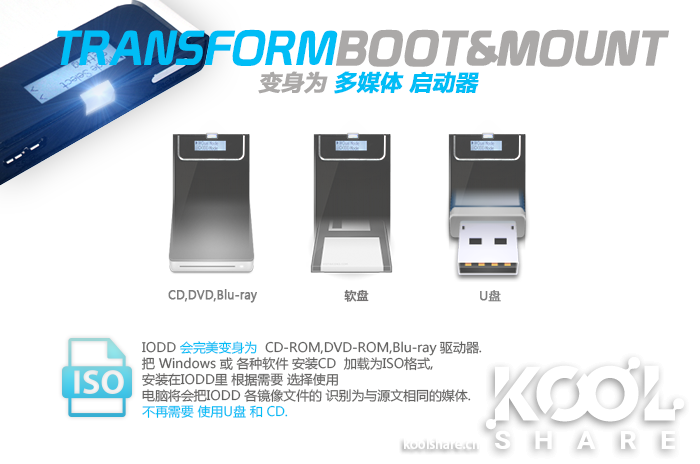 TRANSFORMBOOT&MOUNT
变身为 多媒体 启动器
CD,DVD,Blu-ray
软盘
U盘
ISO
IODD 会完美变身为 CD-ROM,DVD-ROM,Blu-ray 驱动器.
把 Windows 或 各种软件 安装CD 加载为ISO格式,
安装在IODD里 根据需要 选择使用
电脑将会把IODD 各镜像文件的 识别为与源文相同的媒体.
不再需要 使用U盘 和 CD.
koolshare.cn
KOOL
SHARE